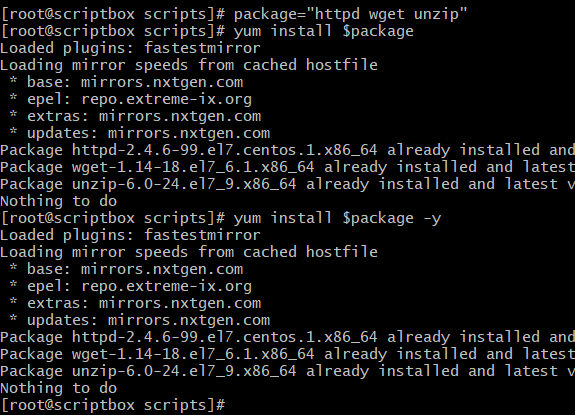 [root@scriptbox scripts]# package="httpd wget unzip"
[root@scriptbox scripts]# yum install $package
Loaded plugins: fastestmirror
Loading mirror speeds from cached hostfile
 * base: mirrors.nxtgen.com
 * epel: repo.extreme-ix.org
 * extras: mirrors.nxtgen.com
 * updates: mirrors.nxtgen.com
Package httpd-2.4.6-99.el7.centos.1.x86_64 already installed and
Package wget-1.14-18.el7_6.1.x86_64 already installed and latest
Package unzip-6.0-24.el7_9.x86_64 already installed and latest v
Nothing to do
[root@scriptbox scripts]# yum install $package -y
Loaded plugins: fastestmirror
Loading mirror speeds from cached hostfile
 * base: mirrors.nxtgen.com
 * epel: repo.extreme-ix.org
 * extras: mirrors.nxtgen.com
 * updates: mirrors.nxtgen.com
Package httpd-2.4.6-99.el7.centos.1.x86_64 already installed and
Package wget-1.14-18.el7_6.1.x86_64 already installed and latest
Package unzip-6.0-24.el7_9.x86_64 already installed and latest v
Nothing to do
[root@scriptbox scripts]#